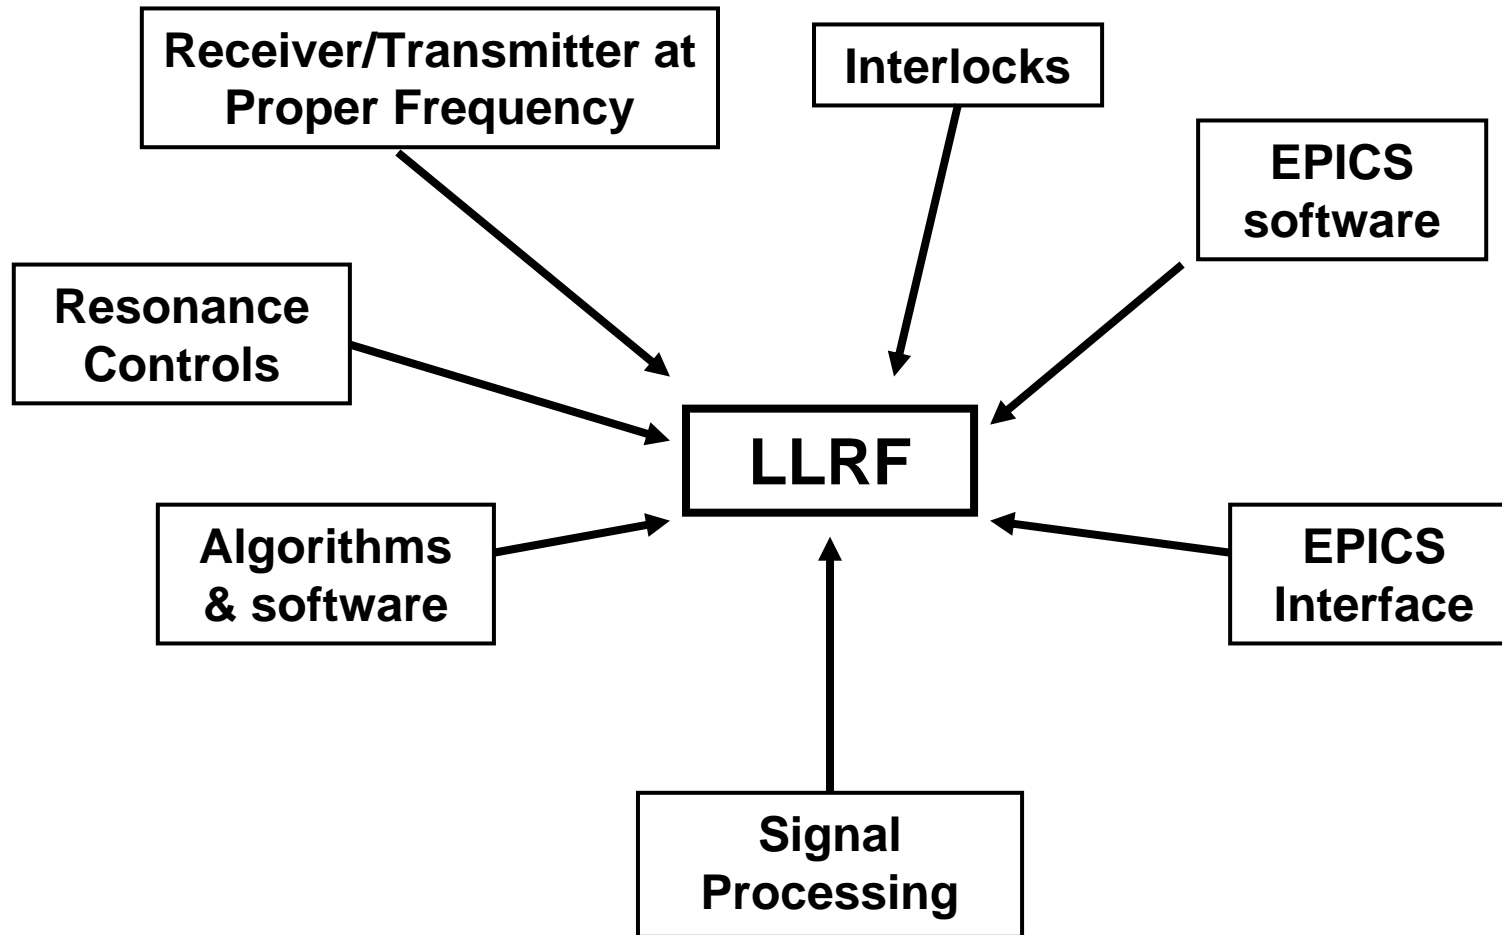 Receiver/Transmitter at
Proper Frequency
Interlocks
EPICS
software
Resonance
Controls
LLRF
Algorithms
& software
EPICS
Interface
Signal
Processing